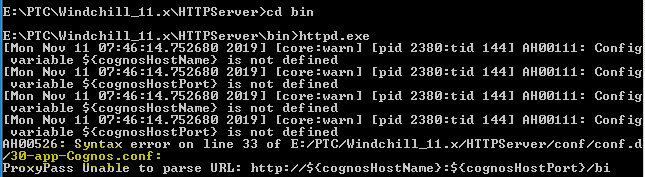 E:\PTC\Windchill_11.x\HTTPServer>cd bin
E:\PTC\Windchill_11.x\HTTPServer\bin>httpd.exe
[Mon Nov 11 07:46:14.752680 2019] [core:warn] [pid 2380:tid 144] AH00111: Config
 variable ${cognosHostName} is not defined
[Mon Nov 11 07:46:14.752680 2019] [core:warn] [pid 2380:tid 144] AH00111: Config
 variable ${cognosHostPort} is not defined
[Mon Nov 11 07:46:14.752680 2019] [core:warn] [pid 2380:tid 144] AH00111: Config
 variable ${cognosHostName} is not defined
[Mon Nov 11 07:46:14.752680 2019] [core:warn] [pid 2380:tid 144] AH00111: Config
 variable ${cognosHostPort} is not defined
AH00526: Syntax error on line 33 of E:/PTC/Windchill_11.x/HTTPServer/conf/conf.d
/30-app-Cognos.conf:
ProxyPass Unable to parse URL: http://${cognosHostName}:${cognosHostPort}/bi